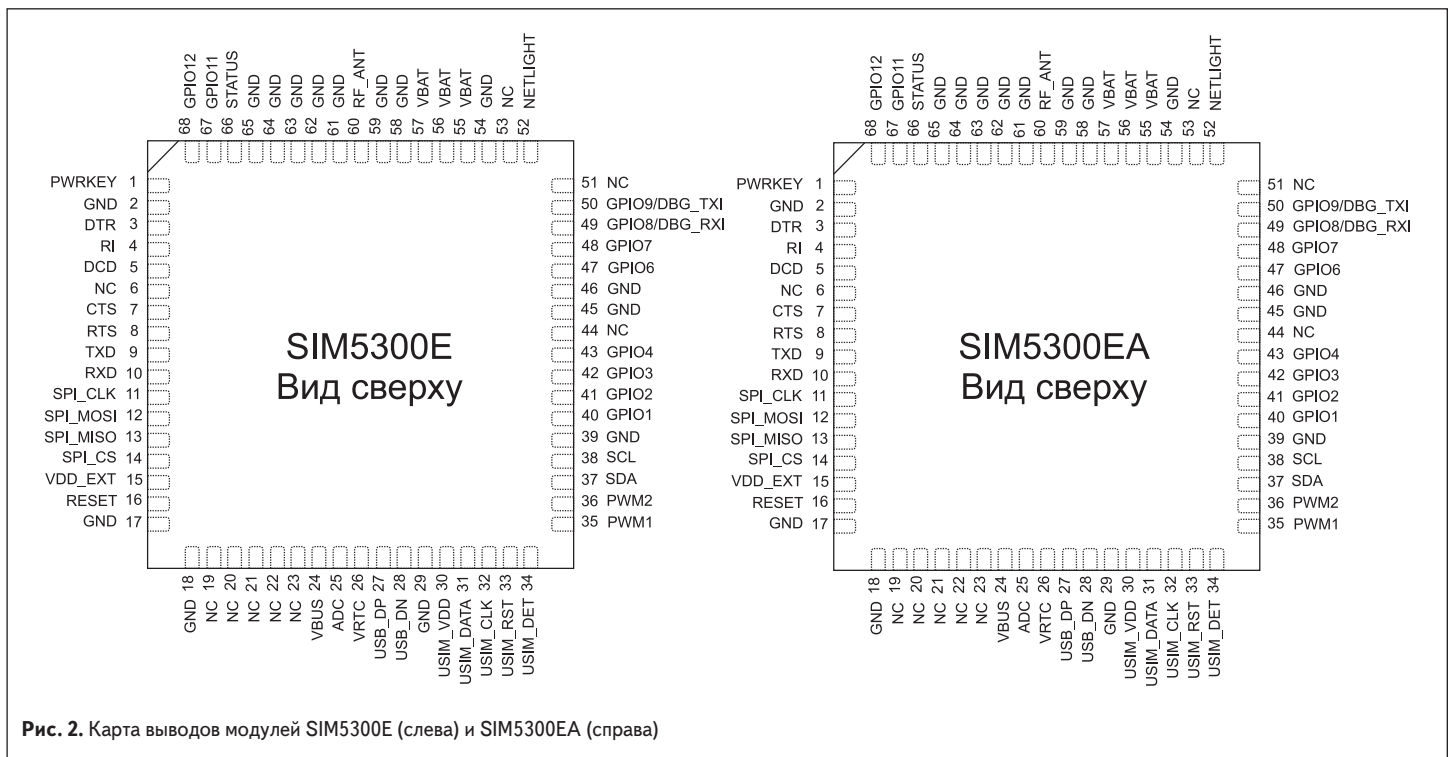 68 GPIO12
67 GPIO11
66 STATUS
65 GND
64 GND
63 GND
62 GND
61 GND
60 RF_ANT
59 GND
58 GND
57 VBAT
56 VBAT
55 VBAT
54 GND
53 NC
52 NETLIGHT
PWRKEY 1
GND 2
DTR 3
RI 4
DCD 5
NC 6
CTS 7
RTS 8
TXD 9
RXD 10
SPI_CLK 11
SPI_MOSI 12
SPI_MISO 13
SPI_CS 14
VDD_EXT 15
RESET 16
GND 17
SIM5300E
Вид сверху
51 NC
50 GPIO9/DBG_TXI
49 GPIO8/DBG_RXI
48 GPIO7
47 GPIO6
46 GND
45 GND
44 NC
43 GPIO4
42 GPIO3
41 GPIO2
40 GPIO1
39 GND
38 SCL
37 SDA
36 PWM2
35 PWM1
GND 18
NC 19
NC 20
NC 21
NC 22
NC 23
VBUS 24
ADC 25
VRTC 26
USB_DP 27
USB_DN 28
GND 29
USIM_VDD 30
USIM_DATA 31
USIM_CLK 32
USIM_RST 33
USIM_DET 34
68 GPIO12
67 GPIO11
66 STATUS
65 GND
64 GND
63 GND
62 GND
61 GND
60 RF_ANT
59 GND
58 GND
57 VBAT
56 VBAT
55 VBAT
54 GND
53 NC
52 NETLIGHT
PWRKEY 1
GND 2
DTR 3
RI 4
DCD 5
NC 6
CTS 7
RTS 8
TXD 9
RXD 10
SPI_CLK 11
SPI_MOSI 12
SPI_MISO 13
SPI_CS 14
VDD_EXT 15
RESET 16
GND 17
SIM5300EA
Вид сверху
51 NC
50 GPIO9/DBG_TXI
49 GPIO8/DBG_RXI
48 GPIO7
47 GPIO6
46 GND
45 GND
44 NC
43 GPIO4
42 GPIO3
41 GPIO2
40 GPIO1
39 GND
38 SCL
37 SDA
36 PWM2
35 PWM1
GND 18
NC 19
NC 20
NC 21
NC 22
NC 23
VBUS 24
ADC 25
VRTC 26
USB_DP 27
USB_DN 28
GND 29
USIM_VDD 30
USIM_DATA 31
USIM_CLK 32
USIM_RST 33
USIM_DET 34
Рис. 2. Карта выводов модулей SIM5300E (слева) и SIM5300EA (справа)